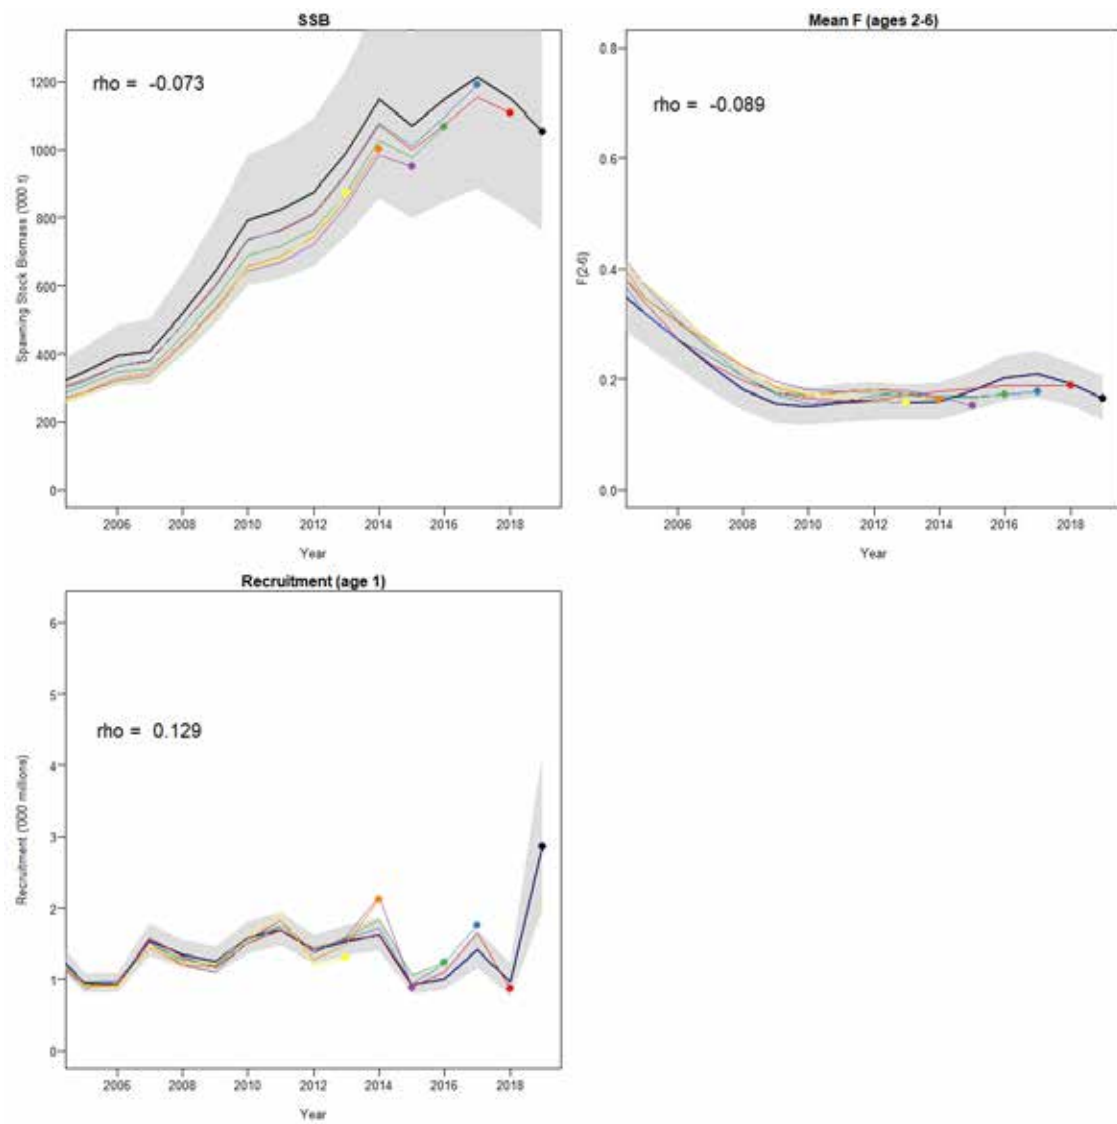 SSB
rho = -0.073
Spawning Stock Biomass ('000 t)
1200
1000
800
600
400
200
0
2006 2008 2010 2012 2014 2016 2018
Year
Mean F (ages 2-6)
rho = -0.089
F(2-6)
0.8
0.6
0.4
0.2
0.0
2006 2008 2010 2012 2014 2016 2018
Year
Recruitment (age 1)
rho = 0.129
Recruitment ('000 millions)
6
5
4
3
2
1
0
2006 2008 2010 2012 2014 2016 2018
Year